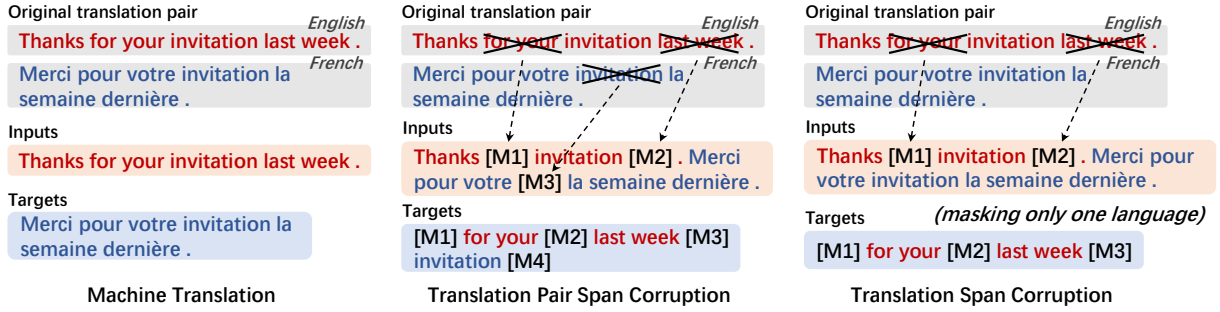 Original translation pair
English
Thanks for your invitation last week .
French
Merci pour votre invitation la
semaine dernière .
Inputs
Thanks for your invitation last week .
Targets
Merci pour votre invitation la
semaine dernière .
Machine Translation
Original translation pair
English
Thanks for your invitation last week .
French
Merci pour votre invitation la
semaine dernière .
Inputs
Thanks [M1] invitation [M2] . Merci
pour votre [M3] la semaine dernière .
Targets
[M1] for your [M2] last week [M3]
invitation [M4]
Translation Pair Span Corruption
Original translation pair
English
Thanks for your invitation last week .
French
Merci pour votre invitation la
semaine dernière .
Inputs
Thanks [M1] invitation [M2] . Merci pour
votre invitation la semaine dernière .
Targets
(masking only one language)
[M1] for your [M2] last week [M3]
Translation Span Corruption